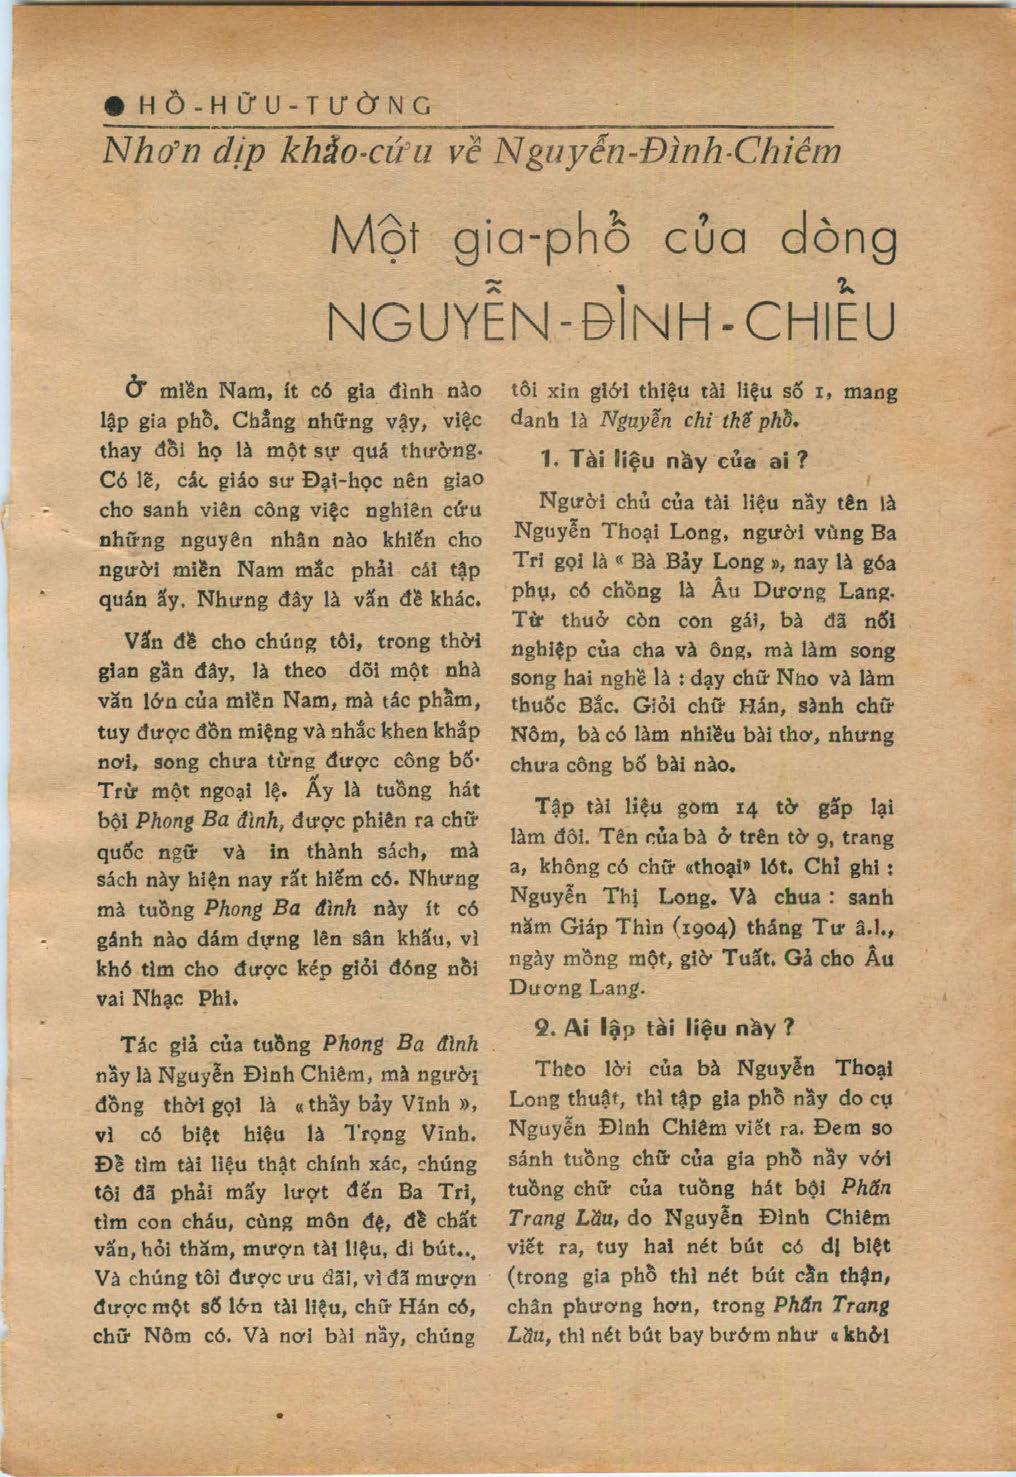 ● HỒ-HỮU-TƯỜNG
Nhơn dịp khảo-cứu về Nguyễn-Đình-Chiêm
Một gia-phổ của dòng
NGUYỄN-ĐÌNH-CHIỂU
Ở miền Nam, ít có gia đình nào
lập gia phổ. Chẳng những vậy, việc
thay đổi họ là một sự quá thường.
Có lẽ, các giáo sư Đại-học nên giao
cho sanh viên công việc nghiên cứu
những nguyên nhân nào khiến cho
người miền Nam mắc phải cái tập
quán ấy. Nhưng đây là vấn đề khác.
Vấn đề cho chúng tôi, trong thời
gian gần đây, là theo dõi một nhà
văn lớn của miền Nam, mà tác phẩm,
tuy được đồn miệng và nhắc khen khắp
nơi, song chưa từng được công bố.
Trừ một ngoại lệ. Ấy là tuồng hát
bội Phong Ba đình, được phiên ra chữ
quốc ngữ và in thành sách, mà
sách này hiện nay rất hiếm có. Nhưng
mà tuồng Phong Ba đình này ít có
gánh nào dám dựng lên sân khấu, vì
khó tìm cho được kép giỏi đóng nổi
vai Nhạc Phi.
Tác giả của tuồng Phong Ba đình
nầy là Nguyễn Đình Chiêm, mà người
đồng thời gọi là «thầy bảy Vĩnh»,
vì có biệt hiệu là Trọng Vĩnh.
Để tìm tài liệu thật chính xác, chúng
tôi đã phải mấy lượt đến Ba Tri,
tìm con cháu, cùng môn đệ, để chất
vấn, hỏi thăm, mượn tài liệu, di bút...
Và chúng tôi được ưu đãi, vì đã mượn
được một số lớn tài liệu, chữ Hán có,
chữ Nôm có. Và nơi bài nầy, chúng
tôi xin giới thiệu tài liệu số 1, mang
danh là Nguyễn chi thế phổ.
1. Tài liệu nầy của ai ?
Người chủ của tài liệu nầy tên là
Nguyễn Thoại Long, người vùng Ba
Tri gọi là « Bà Bảy Long », nay là góa
phụ, có chồng là Âu Dương Lang.
Từ thuở còn con gái, bà đã nối
nghiệp của cha và ông, mà làm song
song hai nghề là : dạy chữ Nho và làm
thuốc Bắc. Giỏi chữ Hán, sành chữ
Nôm, bà có làm nhiều bài thơ, nhưng
chưa công bố bài nào.
Tập tài liệu gom 14 tờ gấp lại
làm đôi. Tên của bà ở trên tờ 9, trang
a, không có chữ «thoại» lót. Chỉ ghi :
Nguyễn Thị Long. Và chua : sanh
năm Giáp Thìn (1904) tháng Tư â.l.,
ngày mồng một, giờ Tuất. Gả cho Âu
Dương Lang.
2. Ai lập tài liệu nầy ?
Theo lời của bà Nguyễn Thoại
Long thuật, thì tập gia phổ nầy do cụ
Nguyễn Đình Chiêm viết ra. Đem so
sánh tuồng chữ của gia phổ nầy với
tuồng chữ của tuồng hát bội Phấn
Trang Lầu, do Nguyễn Đình Chiêm
viết ra, tuy hai nét bút có dị biệt
(trong gia phổ thì nét bút cẩn thận,
chân phương hơn, trong Phấn Trang
Lầu, thì nét bút bay bướm như «khởi